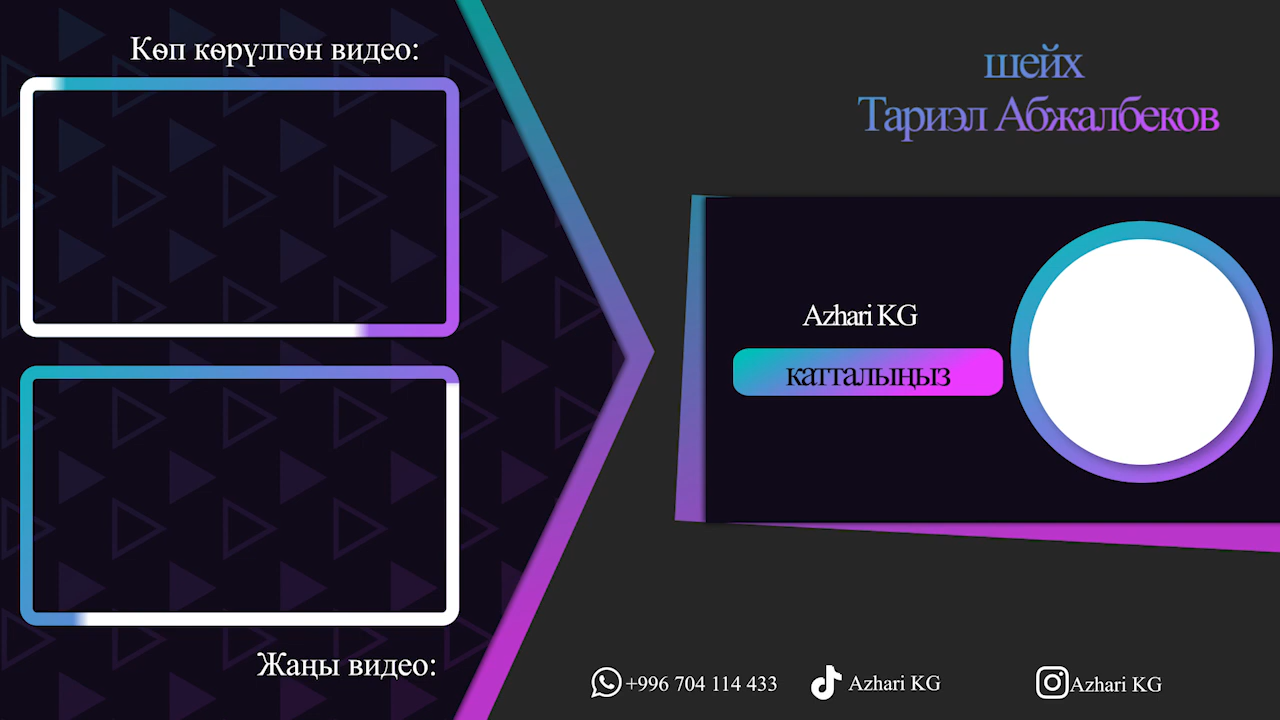 Көп көрүлгөн видео:
шейх
Тариэл Абжалбеков
Azhari KG
катталыңыз
Жаңы видео:
+996 704 114 433
Azhari KG
Azhari KG